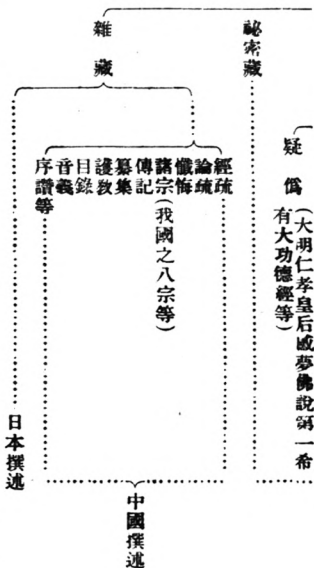 疑僞(大明仁孝皇后感夢佛說第一希
有大功德經等)
祕密藏
雜藏
經疏
論疏
懺悔
諸宗(我國之八宗等)
傳記
纂集
護教
目錄
音義
序讚等
中國撰述
日本撰述